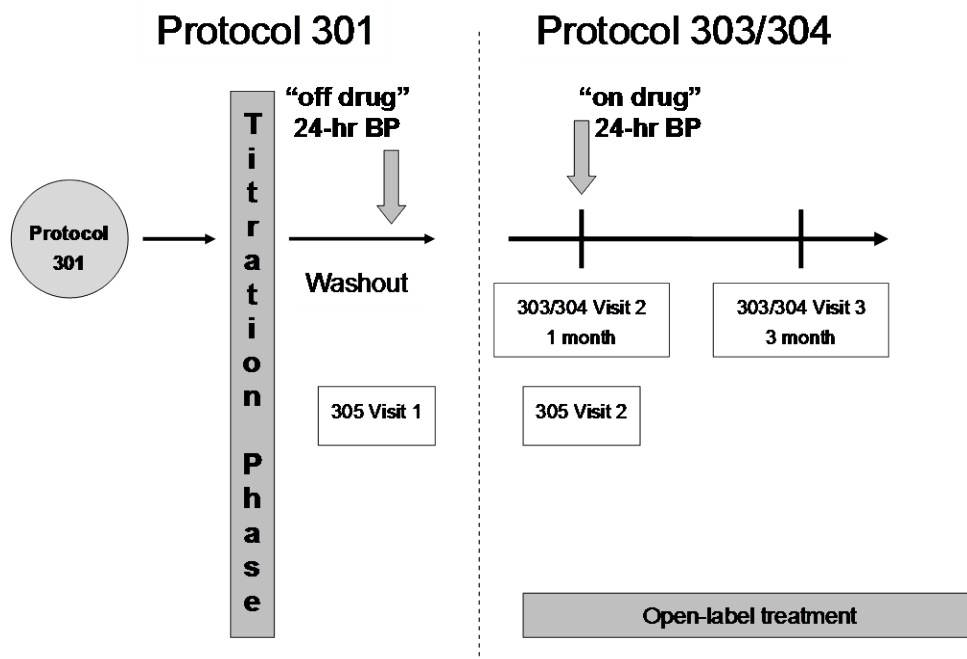 Protocol 301
Protocol 303/304
“off drug”
24-hr BP
“on drug”
24-hr BP
Protocol
301
Titration Phase
Washout
303/304 Visit 2
1 month
303/304 Visit 3
3 month
305 Visit 1
305 Visit 2
Open-label treatment